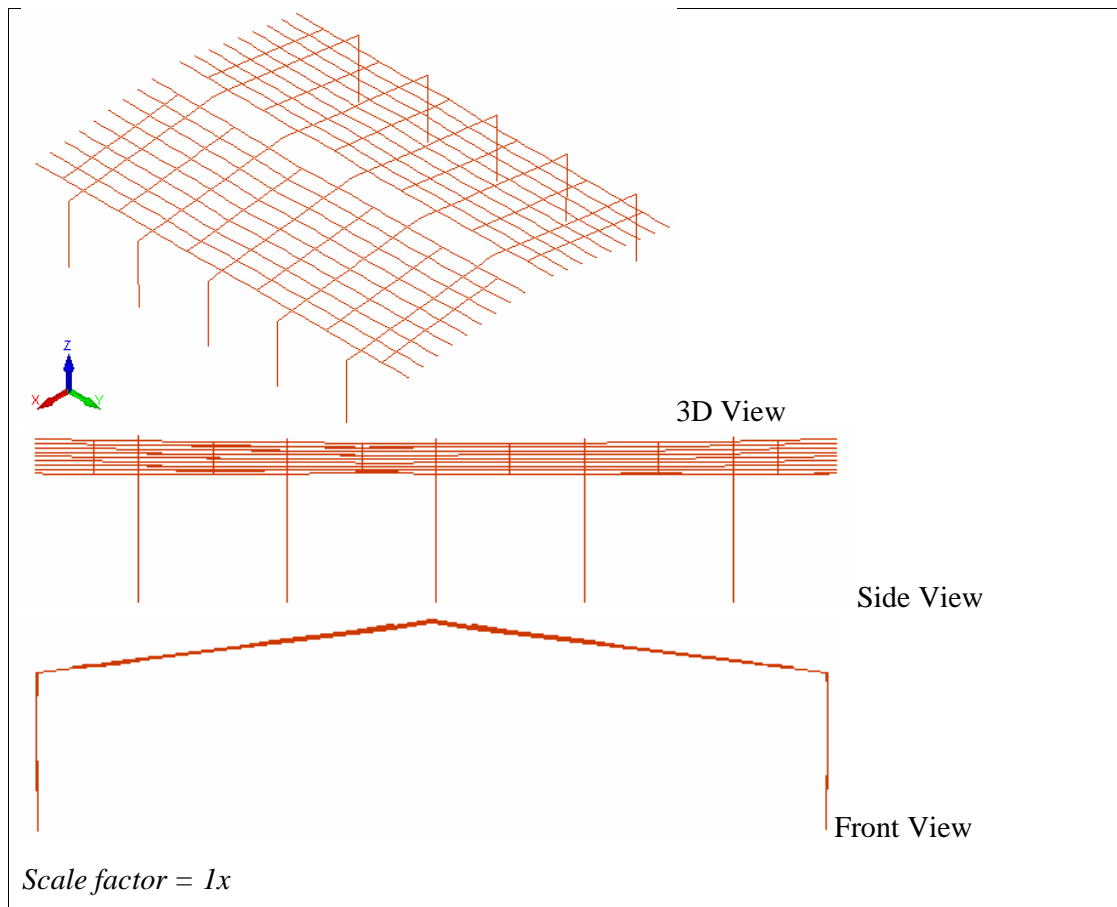 Z
X
Y
3D View
Side View
Front View
Scale factor = 1x